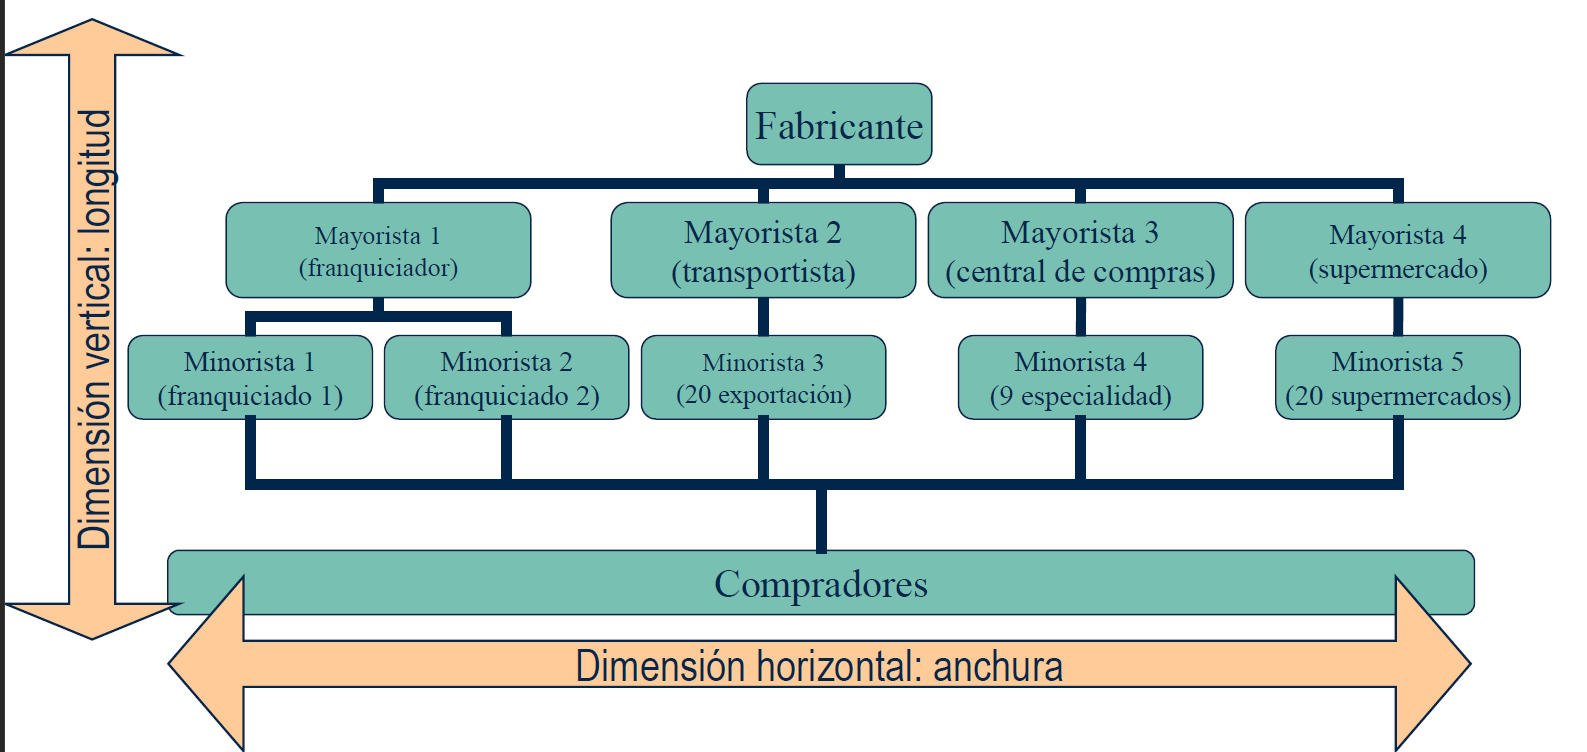 Dimensión vertical: longitud
Fabricante
Mayorista 1
(franquiciador)
Mayorista 2
(transportista)
Mayorista 3
(central de compras)
Mayorista 4
(supermercado)
Minorista 1
(franquiciado 1)
Minorista 2
(franquiciado 2)
Minorista 3
(20 exportación)
Minorista 4
(9 especialidad)
Minorista 5
(20 supermercados)
Compradores
Dimensión horizontal: anchura